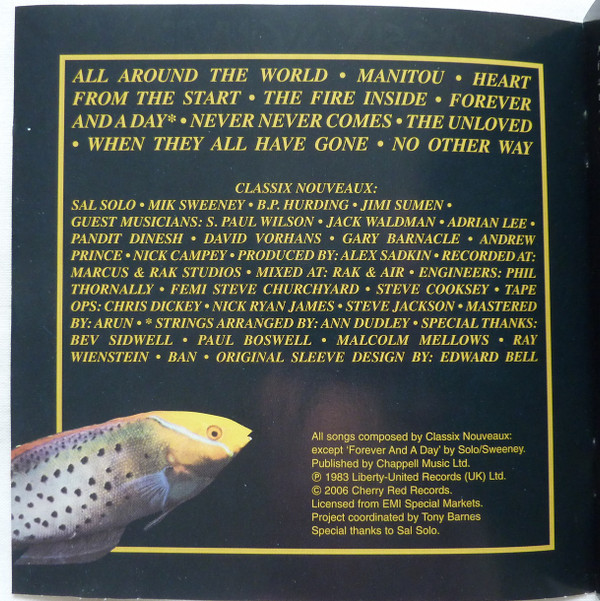 ALL AROUND THE WORLD • MANITOU • HEART
FROM THE START • THE FIRE INSIDE • FOREVER
AND A DAY* • NEVER NEVER COMES • THE UNLOVED
• WHEN THEY ALL HAVE GONE • NO OTHER WAY
CLASSIX NOUVEAUX:
SAL SOLO • MIK SWEENEY • B.P. HURDING • JIMI SUMEN •
GUEST MUSICIANS: S. PAUL WILSON • JACK WALDMAN • ADRIAN LEE •
PANDIT DINESH • DAVID VORHANS • GARY BARNACLE • ANDREW
PRINCE • NICK CAMPEY • PRODUCED BY: ALEX SADKIN • RECORDED AT:
MARCUS & RAK STUDIOS • MIXED AT: RAK & AIR • ENGINEERS: PHIL
THORNALLY • FEMI STEVE CHURCHYARD • STEVE COOKSEY • TAPE
OPS: CHRIS DICKEY • NICK RYAN JAMES • STEVE JACKSON • MASTERED
BY: ARUN • * STRINGS ARRANGED BY: ANN DUDLEY • SPECIAL THANKS:
BEV SIDWELL • PAUL BOSWELL • MALCOLM MELLOWS • RAY
WIENSTEIN • BAN • ORIGINAL SLEEVE DESIGN BY: EDWARD BELL
All songs composed by Classix Nouveaux:
except 'Forever And A Day' by Solo/Sweeney.
Published by Chappell Music Ltd.
℗ 1983 Liberty-United Records (UK) Ltd.
© 2006 Cherry Red Records.
Licensed from EMI Special Markets.
Project coordinated by Tony Barnes
Special thanks to Sal Solo.